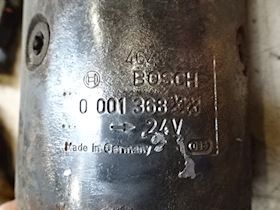 BOSCH
0 001 368
24V
Made in Germany